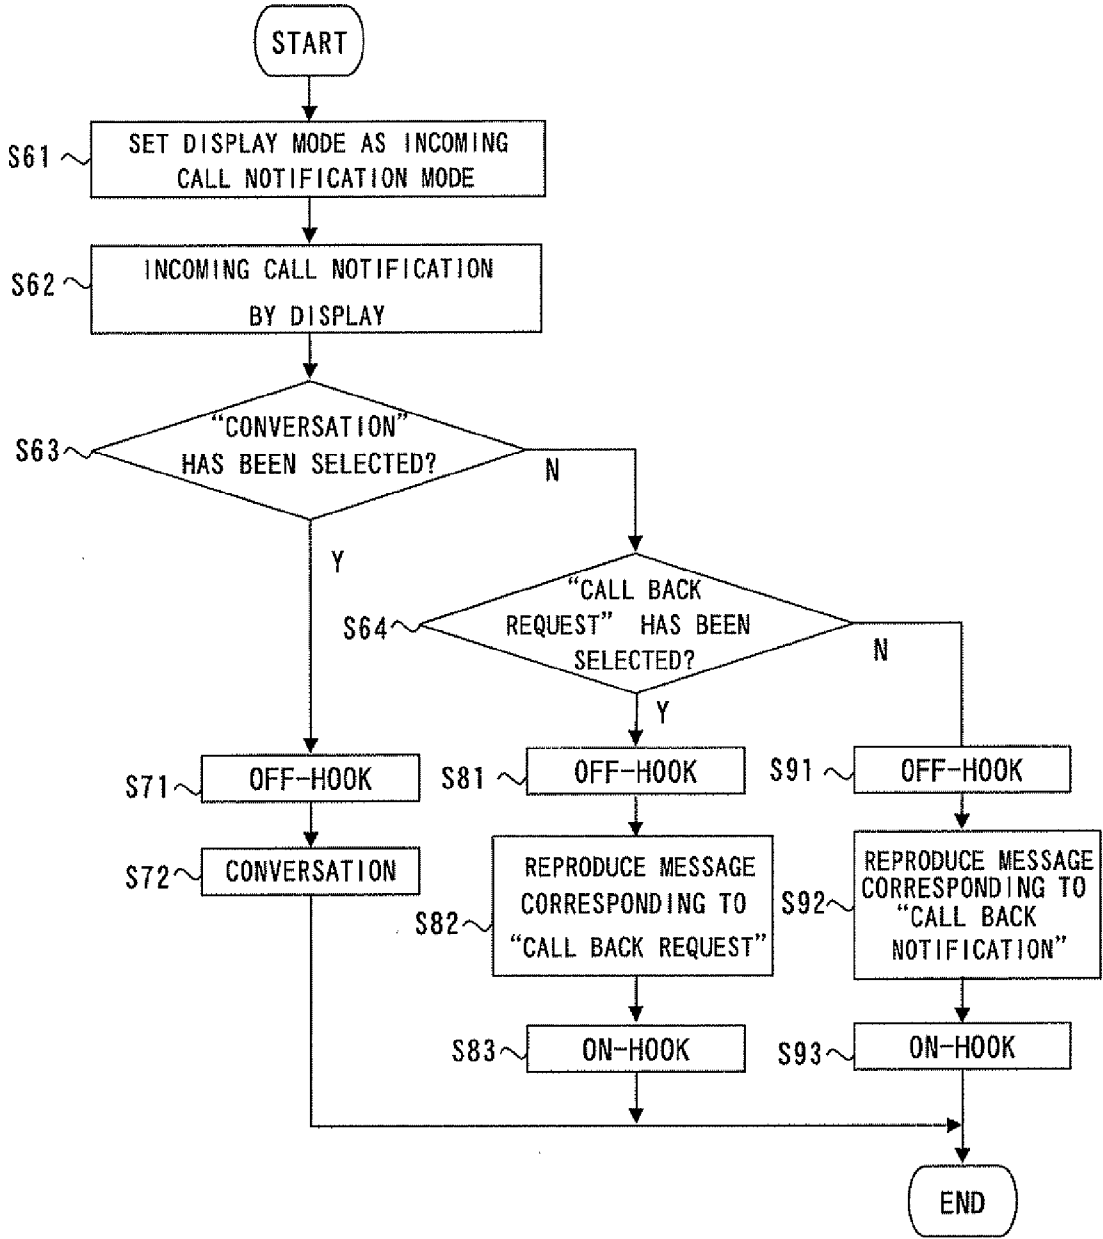 START
S61
SET DISPLAY MODE AS INCOMING
CALL NOTIFICATION MODE
S62
INCOMING CALL NOTIFICATION
BY DISPLAY
S63
“CONVERSATION”
HAS BEEN SELECTED?
N
Y
S64
“CALL BACK
REQUEST” HAS BEEN
SELECTED?
N
Y
S71
OFF-HOOK
S72
CONVERSATION
S81
OFF-HOOK
S82
REPRODUCE MESSAGE
CORRESPONDING TO
“CALL BACK REQUEST”
S83
ON-HOOK
S91
OFF-HOOK
S92
REPRODUCE MESSAGE
CORRESPONDING TO
“CALL BACK
NOTIFICATION”
S93
ON-HOOK
END